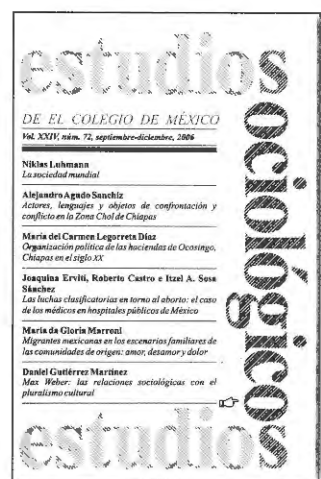 estudios
sociológicos
DE EL COLEGIO DE MÉXICO
Vol. XXIV, núm. 72, septiembre-diciembre, 2006
Niklas Luhmann
La sociedad mundial
Alejandro Agudo Sanchíz
Actores, lenguajes y objetos de confrontación y
conflicto en la Zona Chol de Chiapas
María del Carmen Legorreta Díaz
Organización política de las haciendas de Ocosingo,
Chiapas en el siglo XX
Joaquina Erviti, Roberto Castro e Itzel A. Sosa
Sánchez
Las luchas clasificatorias en torno al aborto: el caso
de los médicos en hospitales públicos de México
María da Gloria Marroni
Migrantes mexicanas en los escenarios familiares de
las comunidades de origen: amor, desamor y dolor
Daniel Gutiérrez Martínez
Max Weber: las relaciones sociológicas con el
pluralismo cultural
estudios